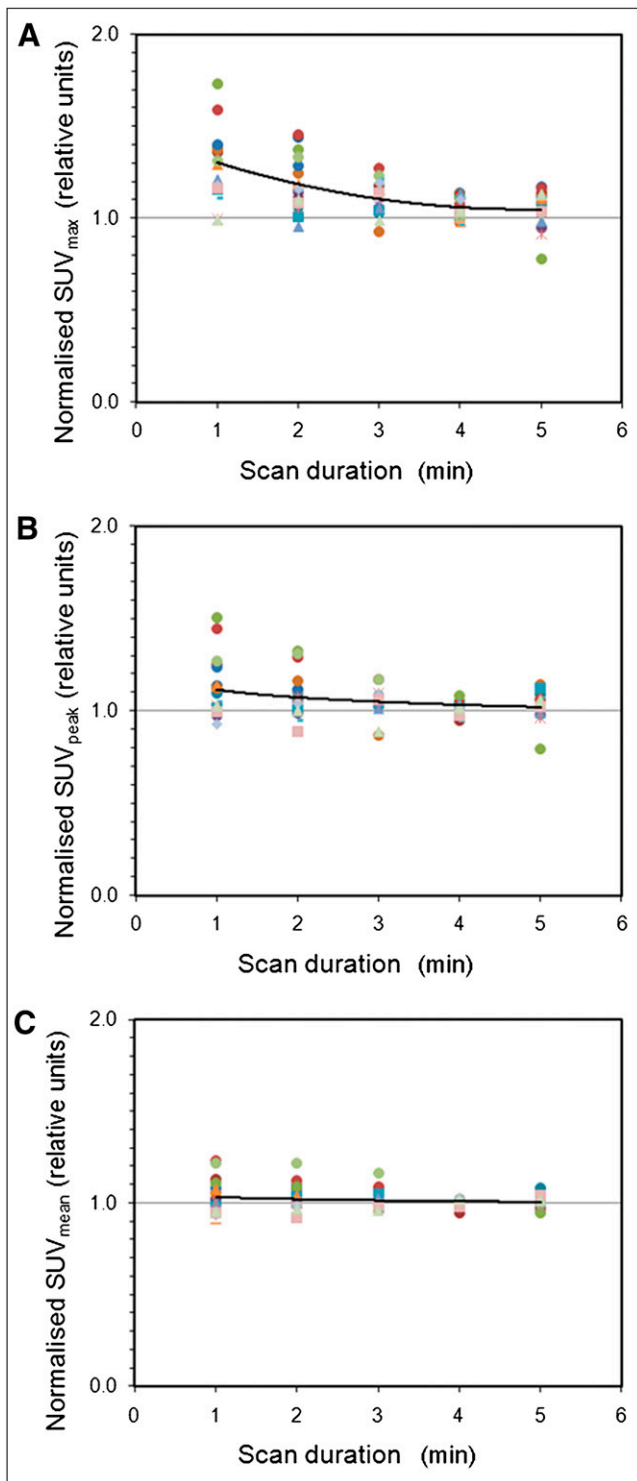 A
Normalised SUVmax (relative units)
2.0
1.0
0.0
0 1 2 3 4 5 6
Scan duration (min)
B
Normalised SUVpeak (relative units)
2.0
1.0
0.0
0 1 2 3 4 5 6
Scan duration (min)
C
Normalised SUVmean (relative units)
2.0
1.0
0.0
0 1 2 3 4 5 6
Scan duration (min)